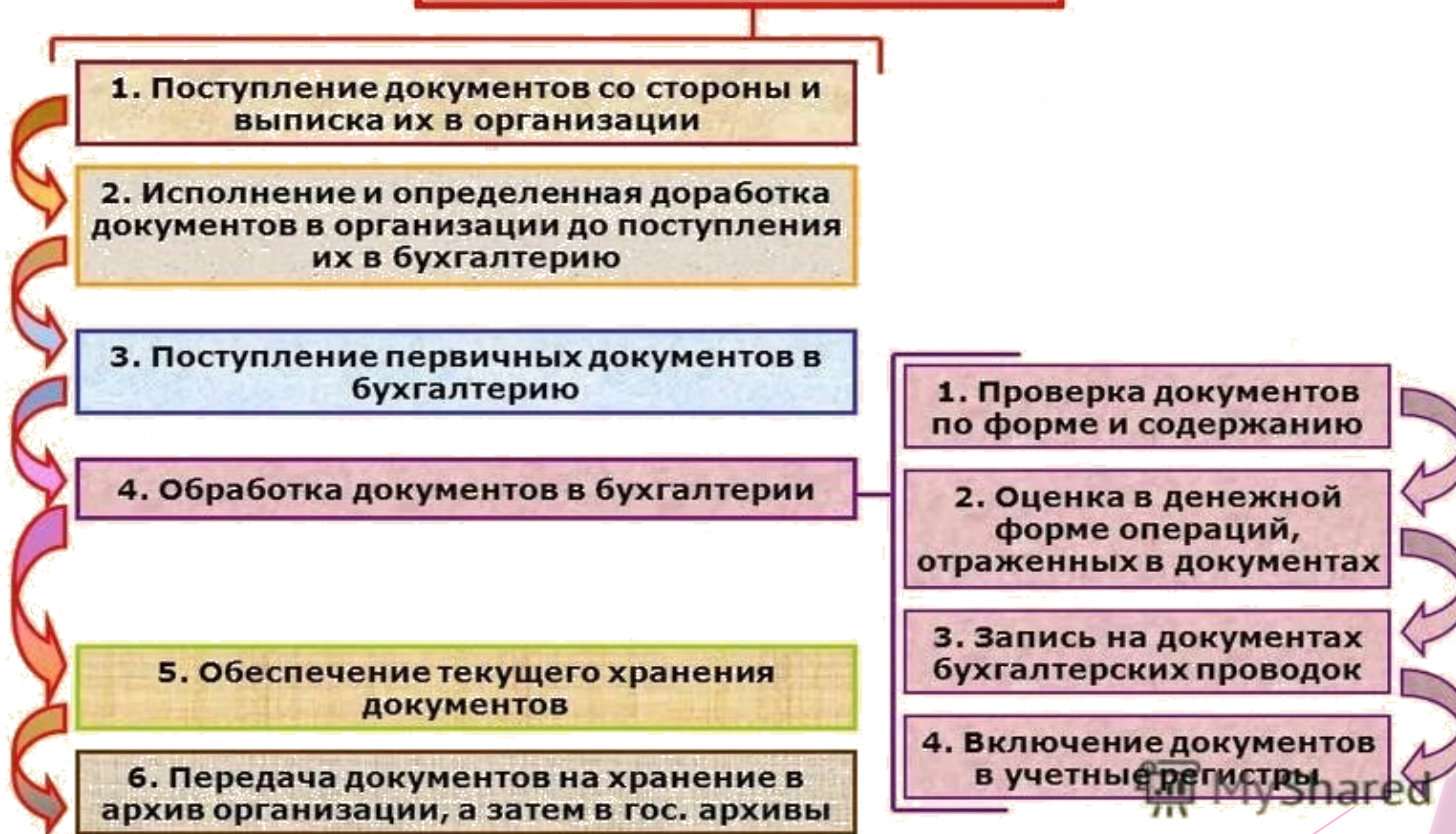 1. Поступление документов со стороны и
выписка их в организации
2. Исполнение и определенная доработка
документов в организации до поступления
их в бухгалтерию
3. Поступление первичных документов в
бухгалтерию
4. Обработка документов в бухгалтерии
5. Обеспечение текущего хранения
документов
6. Передача документов на хранение в
архив организации, а затем в гос. архивы
1. Проверка документов
по форме и содержанию
2. Оценка в денежной
форме операций,
отраженных в документах
3. Запись на документах
бухгалтерских проводок
4. Включение документов
в учетные регистры
MyShared